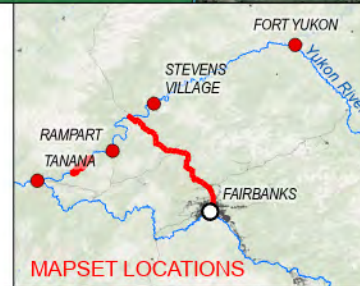 FORT YUKON
Yukon River
STEVENS
VILLAGE
RAMPART
TANANA
FAIRBANKS
MAPSET LOCATIONS